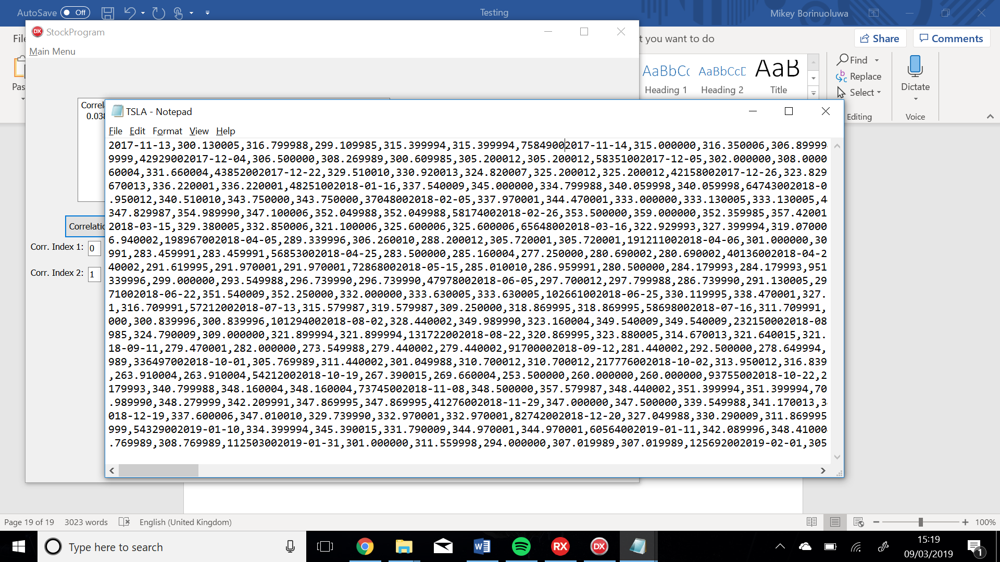 AutoSave Off
Testing
Mikey Borinuoluwa
StockProgram
Main Menu
t you want to do
Share
Comments
AaBbC
Heading 1
AaBbCc
Heading 2
AaB
Title
Find
Replace
Select
Editing
Dictate
Voice
0.03
TSLA - Notepad
File Edit Format View Help
2017-11-13,300.130005,316.799988,299.109985,315.399994,315.399994,75849002017-11-14,315.000000,316.350006,306.89999
9999,42929002017-12-04,306.500000,308.269989,300.609985,305.200012,305.200012,58351002017-12-05,302.000000,308.0000
60004,331.660004,43852002017-12-22,329.510010,330.920013,324.820007,325.200012,325.200012,42158002017-12-26,323.829
670013,336.220001,336.220001,48251002018-01-16,337.540009,345.000000,334.799988,340.059998,340.059998,64743002018-0
.950012,340.510010,343.750000,343.750000,37048002018-02-05,337.970001,344.470001,333.000000,333.130005,333.130005,4
347.829987,354.989990,347.100006,352.049988,352.049988,58174002018-02-26,353.500000,359.000000,352.359985,357.42001
2018-03-15,329.380005,332.850006,321.100006,325.600006,325.600006,65648002018-03-16,322.929993,327.399994,319.07000
6.940002,198967002018-04-05,289.339996,306.260010,288.200012,305.720001,305.720001,191211002018-04-06,301.000000,30
991,283.459991,283.459991,56853002018-04-25,283.500000,285.160004,277.250000,280.690002,280.690002,40136002018-04-2
40002,291.619995,291.970001,291.970001,72868002018-05-15,285.010010,286.959991,280.500000,284.179993,284.179993,951
339996,299.000000,293.549988,296.739990,296.739990,47978002018-06-05,297.700012,297.799988,286.739990,291.130005,29
71002018-06-22,351.540009,352.250000,332.000000,333.630005,333.630005,102661002018-06-25,330.119995,338.470001,327.
1,316.709991,57212002018-07-13,315.579987,319.579987,309.250000,318.869995,318.869995,58698002018-07-16,311.709991,
000,300.839996,300.839996,101294002018-08-02,328.440002,349.989990,323.160004,349.540009,349.540009,232150002018-08
985,324.790009,309.000000,321.899994,321.899994,131722002018-08-22,320.869995,323.880005,314.670013,321.640015,321.
18-09-11,279.470001,282.000000,273.549988,279.440002,279.440002,91700002018-09-12,281.440002,292.500000,278.649994,
989,336497002018-10-01,305.769989,311.440002,301.049988,310.700012,310.700012,217776002018-10-02,313.950012,316.839
,263.910004,263.910004,54212002018-10-19,267.390015,269.660004,253.500000,260.000000,260.000000,93755002018-10-22,2
179993,340.799988,348.160004,348.160004,73745002018-11-08,348.500000,357.579987,348.440002,351.399994,351.399994,70
.989990,348.279999,342.209991,347.869995,347.869995,41276002018-11-29,347.000000,347.500000,339.549988,341.170013,3
018-12-19,337.600006,347.010010,329.739990,332.970001,332.970001,82742002018-12-20,327.049988,330.290009,311.869995
999,54329002019-01-10,334.399994,345.390015,331.790009,344.970001,344.970001,60564002019-01-11,342.089996,348.41000
.769989,308.769989,112503002019-01-31,301.000000,311.559998,294.000000,307.019989,307.019989,125692002019-02-01,305
Corr. Index 1: 0
Corr. Index 2: 1
Page 19 of 19 3023 words English (United Kingdom) 100%
Type here to search
RX
DX
15:19
09/03/2019
1